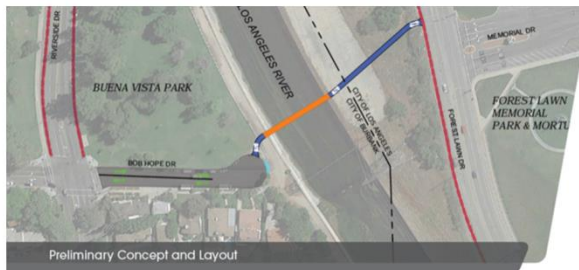 RIVERSIDE DR
LOS ANGELES RIVER
MEMORIAL DR
BUENA VISTA PARK
CITY OF LOS ANGELES
CITY OF BURBANK
FOREST LAWN
MEMORIAL
PARK & MORTU
FOREST LAWN DR
BOB HOPE DR
Preliminary Concept and Layout